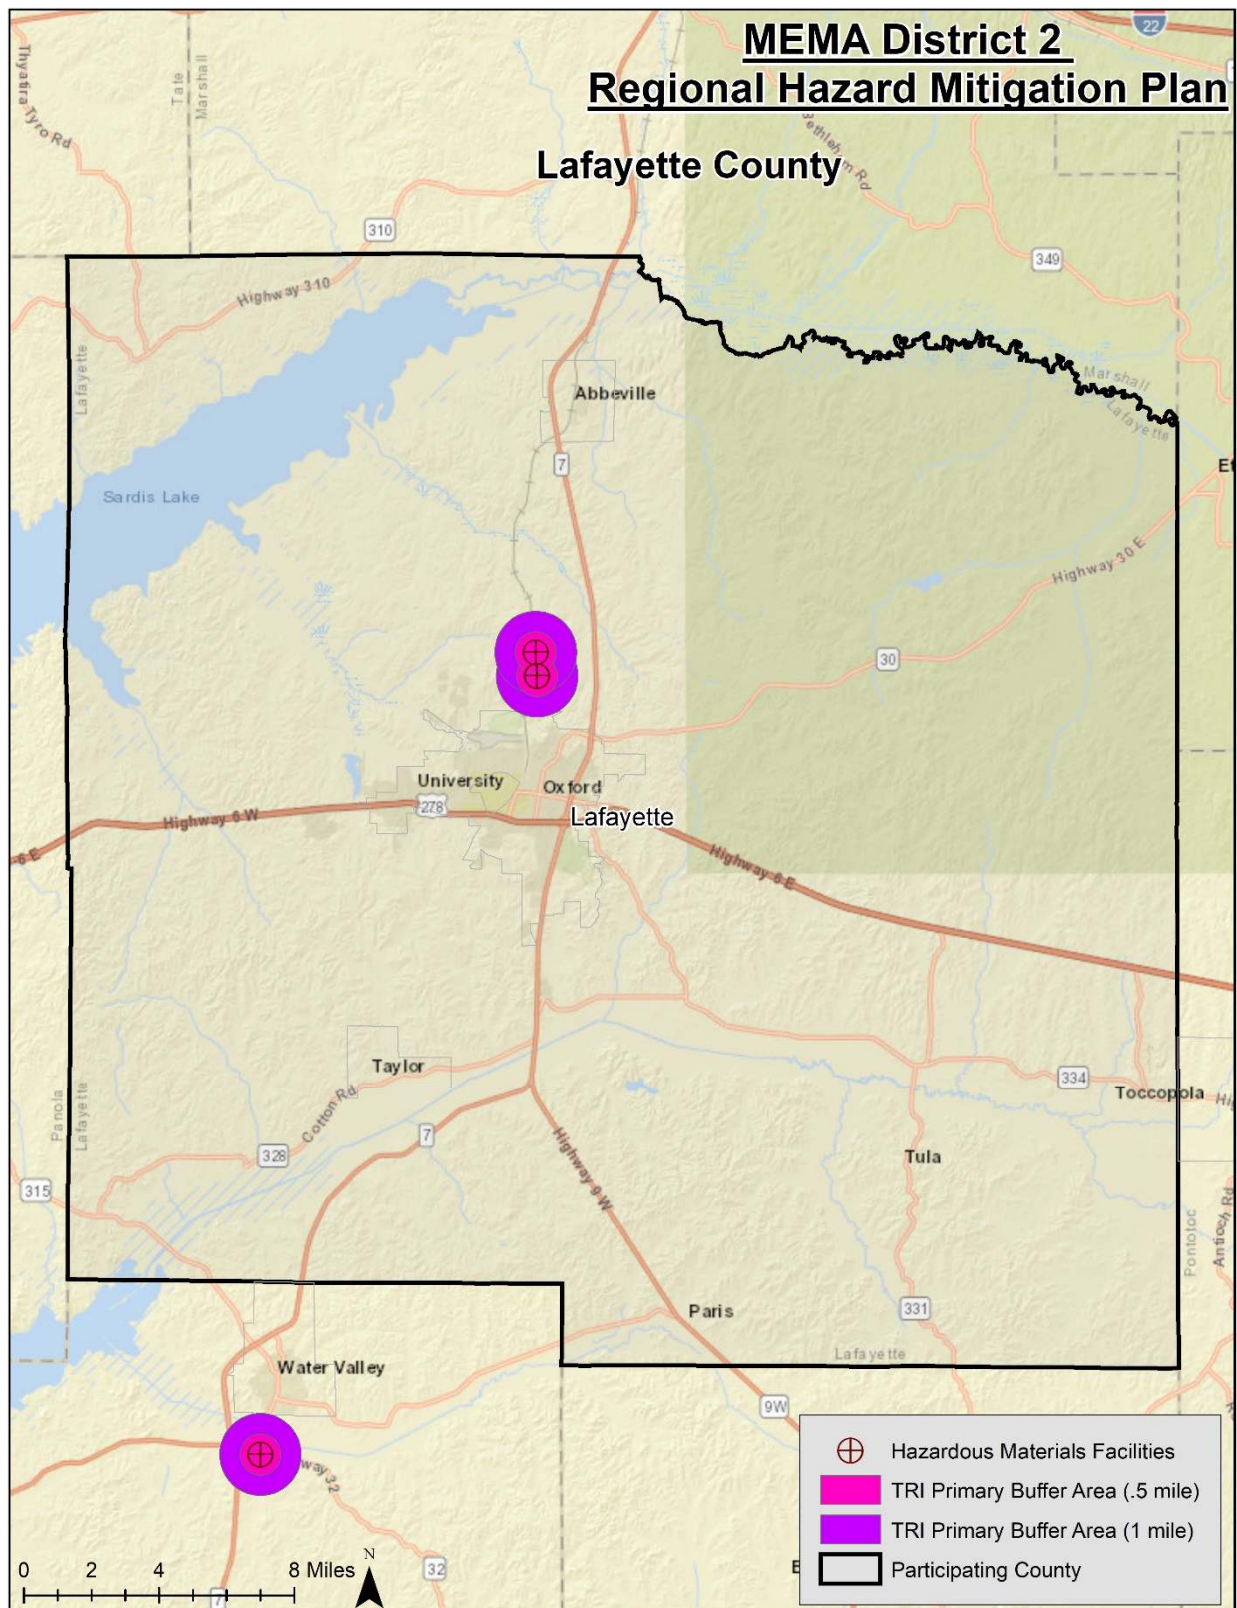 MEMA District 2
Regional Hazard Mitigation Plan
Lafayette County
22
Thyatira Tyro Rd
Tate
Marshall
Bethlehem Rd
310
349
Highway 310
Lafayette
Marshall
Lafayette
Abbeville
7
Sardis Lake
Highway 30 E
30
University
Oxford
278
Lafayette
Highway 6 W
6 E
Highway 6 E
Taylor
Cotton Rd
334
Toccopola
Panola
Lafayette
7
328
Highway 9 W
Tula
315
Pontotoc
Antioch Rd
Paris
331
Lafayette
Water Valley
9W
way 32
32
7
Hazardous Materials Facilities
TRI Primary Buffer Area (.5 mile)
TRI Primary Buffer Area (1 mile)
Participating County
0 2 4 8 Miles
N